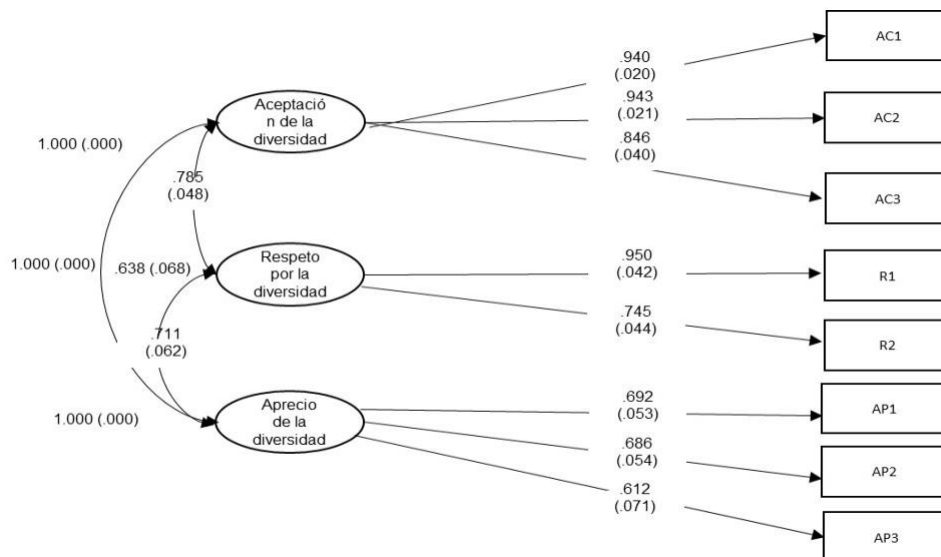 AC1
.940
(.020)
.943
(.021)
Aceptació
n de la
diversidad
AC2
1.000 (.000)
.846
(.040)
.785
(.048)
AC3
1.000 (.000)
.638 (.068)
Respeto
por la
diversidad
.950
(.042)
R1
.745
(.044)
R2
.711
(.062)
.692
(.053)
AP1
1.000 (.000)
Aprecio
de la
diversidad
.686
(.054)
AP2
.612
(.071)
AP3